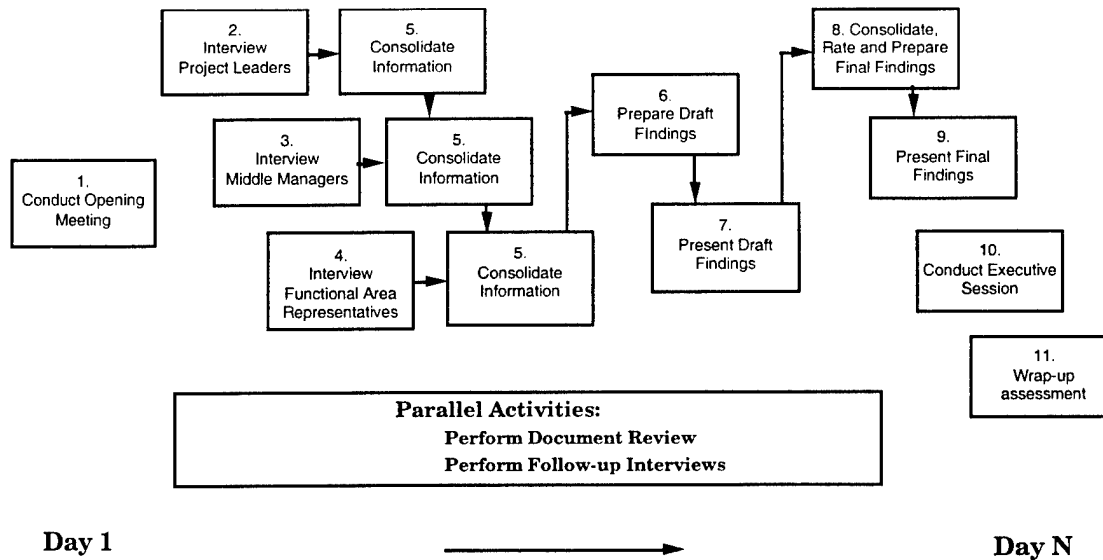 1.
Conduct Opening
Meeting
2.
Interview
Project Leaders
5.
Consolidate
Information
3.
Interview
Middle Managers
5.
Consolidate
Information
4.
Interview
Functional Area
Representatives
5.
Consolidate
Information
6.
Prepare Draft
FIndings
7.
Present Draft
Findings
8. Consolidate,
Rate and Prepare
Final Findings
9.
Present Final
Findings
10.
Conduct Executive
Session
11.
Wrap-up
assessment
Parallel Activities:
Perform Document Review
Perform Follow-up Interviews
Day 1
Day N